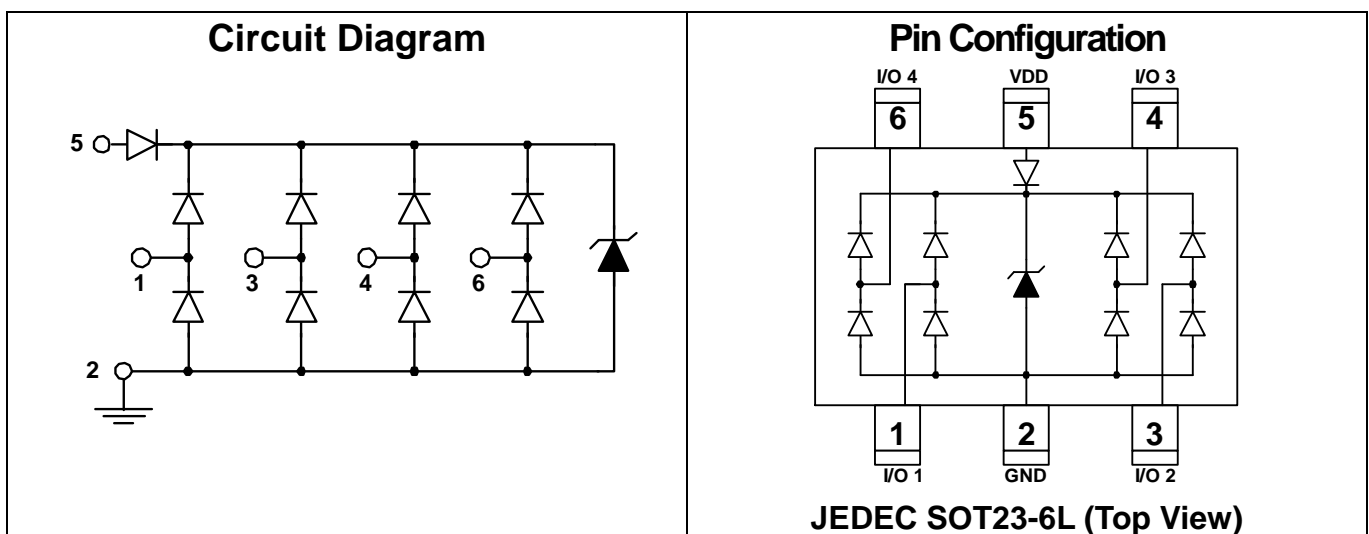 Circuit Diagram
5
1
3
4
6
2
Pin Configuration
I/O 4 VDD I/O 3
6 5 4
1 2 3
I/O 1 GND I/O 2
JEDEC SOT23-6L (Top View)